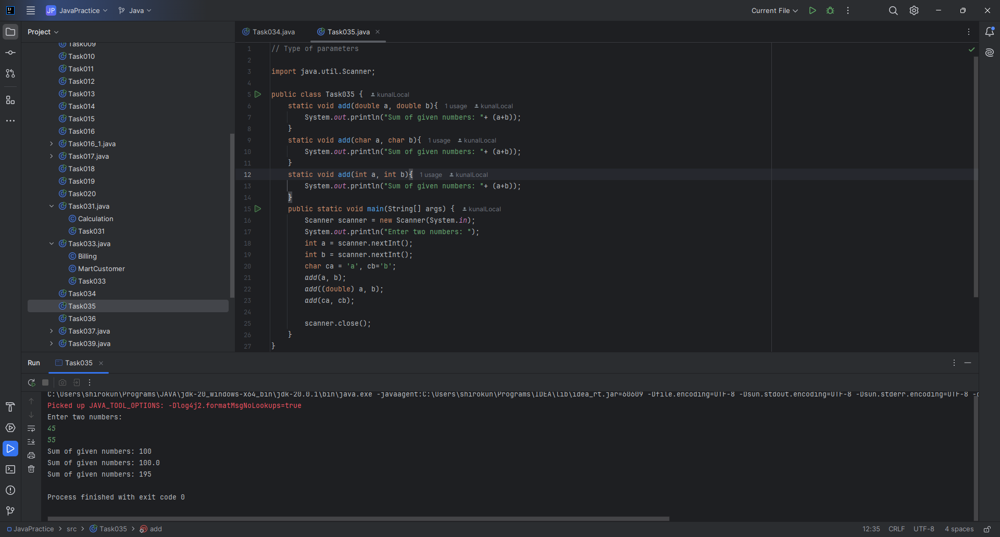 JP JavaPractice Java Current File
Project
Task009
Task010
Task011
Task012
Task013
Task014
Task015
Task016
Task016_1.java
Task017.java
Task018
Task019
Task020
Task031.java
Calculation
Task031
Task033.java
Billing
MartCustomer
Task033
Task034
Task035
Task036
Task037.java
Task039.java
Task034.java Task035.java
1 // Type of parameters
2
3 import java.util.Scanner;
4
5 public class Task035 { kunalLocal
6 static void add(double a, double b){ 1 usage kunalLocal
7 System.out.println("Sum of given numbers: "+ (a+b));
8 }
9 static void add(char a, char b){ 1 usage kunalLocal
10 System.out.println("Sum of given numbers: "+ (a+b));
11 }
12 static void add(int a, int b){ 1 usage kunalLocal
13 System.out.println("Sum of given numbers: "+ (a+b));
14 }
15 public static void main(String[] args) { kunalLocal
16 Scanner scanner = new Scanner(System.in);
17 System.out.println("Enter two numbers: ");
18 int a = scanner.nextInt();
19 int b = scanner.nextInt();
20 char ca = 'a', cb='b';
21 add(a, b);
22 add((double) a, b);
23 add(ca, cb);
24
25 scanner.close();
26 }
27 }
Run Task035
C:\Users\shirokun\Programs\JAVA\jdk-20_windows-x64_bin\jdk-20.0.1\bin\java.exe -javaagent:C:\Users\shirokun\Programs\IDEA\lib\idea_rt.jar=60609 -Dfile.encoding=UTF-8 -Dsun.stdout.encoding=UTF-8 -Dsun.stderr.encoding=UTF-8
Picked up JAVA_TOOL_OPTIONS: -Dlog4j2.formatMsgNoLookups=true
Enter two numbers:
45
55
Sum of given numbers: 100
Sum of given numbers: 100.0
Sum of given numbers: 195
Process finished with exit code 0
JavaPractice > src > Task035 > add 12:35 CRLF UTF-8 4 spaces